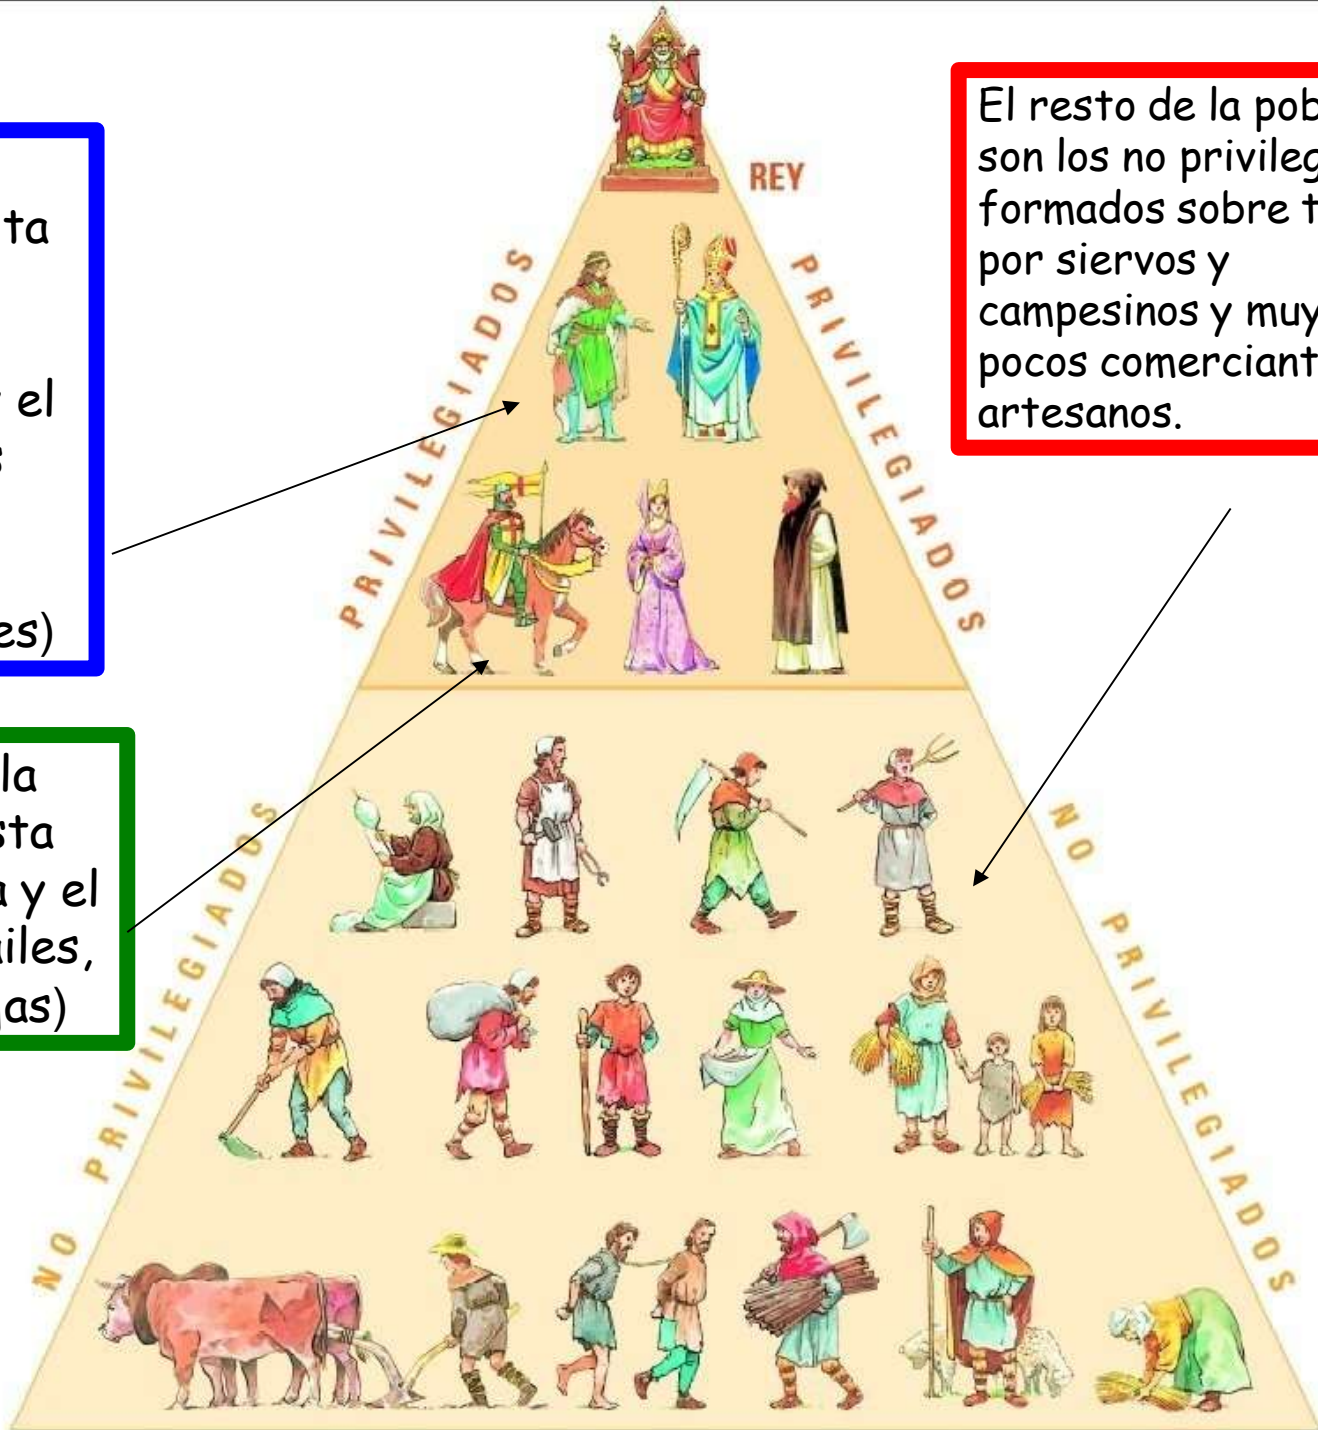 REY
PRIVILEGIADOS
PRIVILEGIADOS
NO PRIVILEGIADOS
NO PRIVILEGIADOS
ta
el
es)
la
sta
a y el
iles,
as)
El resto de la pob
son los no privileg
formados sobre t
por siervos y
campesinos y muy
pocos comerciant
artesanos.